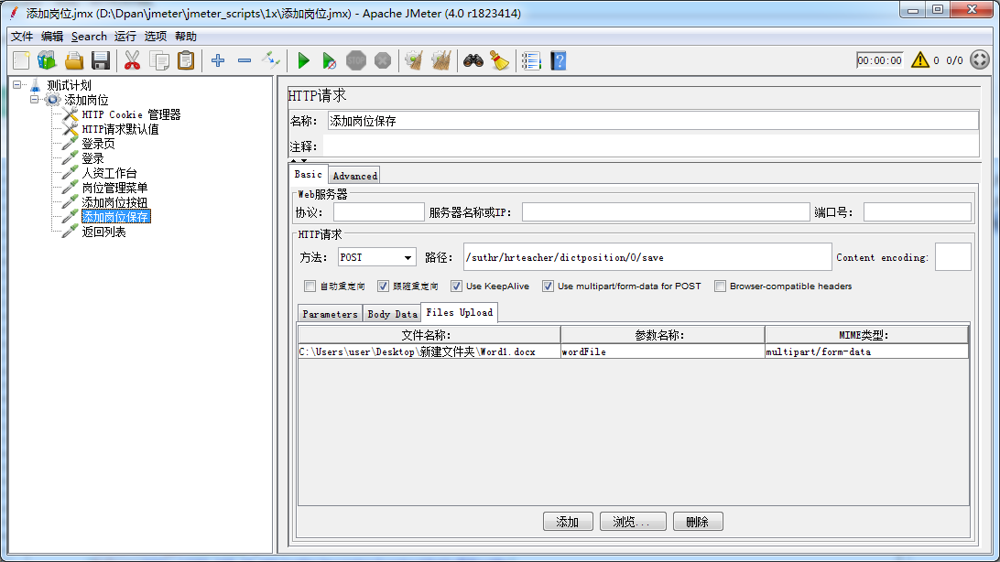 添加岗位.jmx (D:\Dpan\jmeter\jmeter_scripts\1x\添加岗位.jmx) - Apache JMeter (4.0 r1823414)
文件 编辑 Search 运行 选项 帮助
STOP 00:00:00 0 0/0
测试计划
添加岗位
HTTP Cookie 管理器
HTTP请求默认值
登录页
登录
人资工作台
岗位管理菜单
添加岗位按钮
添加岗位保存
返回列表
HTTP请求
名称: 添加岗位保存
注释:
Basic Advanced
Web服务器
协议: 服务器名称或IP: 端口号:
HTTP请求
方法: POST 路径: /suthr/hrteacher/dictposition/0/save Content encoding:
自动重定向 跟随重定向 Use KeepAlive Use multipart/form-data for POST Browser-compatible headers
Parameters Body Data Files Upload
文件名称: 参数名称: MIME类型:
C:\Users\user\Desktop\新建文件夹\Word1.docx wordFile multipart/form-data
添加 浏览... 删除